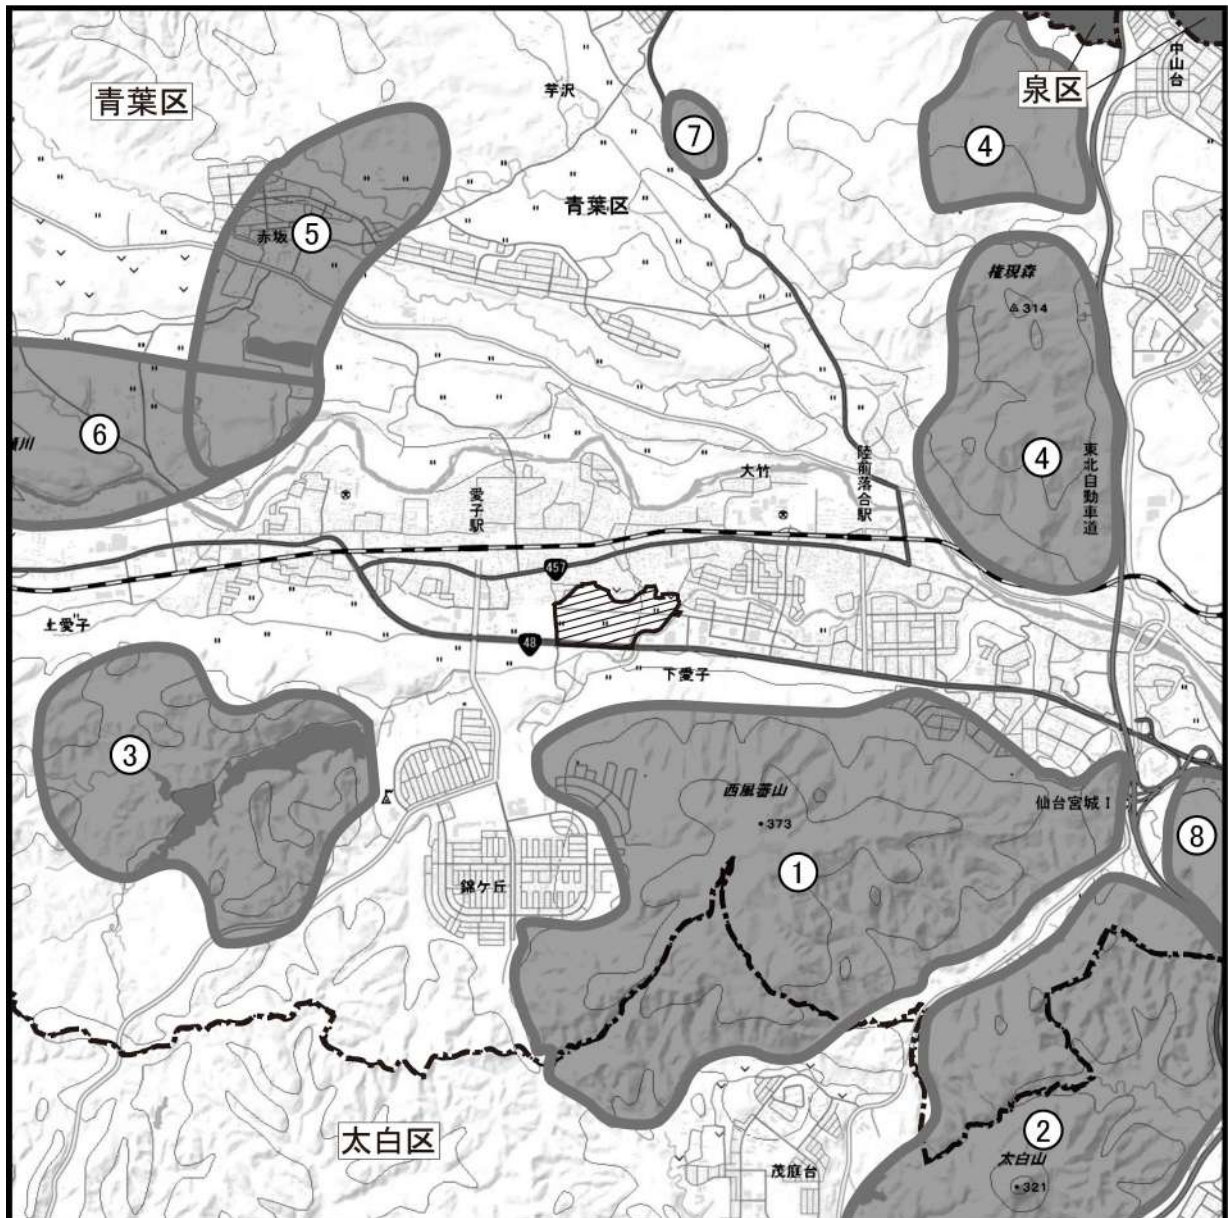 青葉区
芋沢
中山台
泉区
⑦
④
青葉区
赤坂
⑤
権現森
314
⑥
④
東北自動車道
大竹
陸前落合駅
愛子駅
457
上愛子
48
下愛子
③
西風蕃山
373
仙台宮城I
⑧
①
錦ケ丘
②
太白区
太白山
茂庭台
321